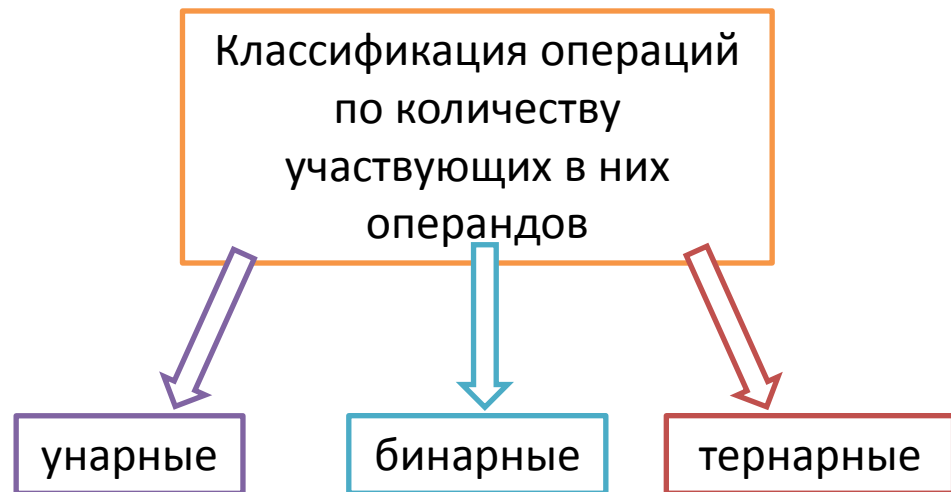 Классификация операций
по количеству
участвующих в них
операндов
унарные
бинарные
тернарные